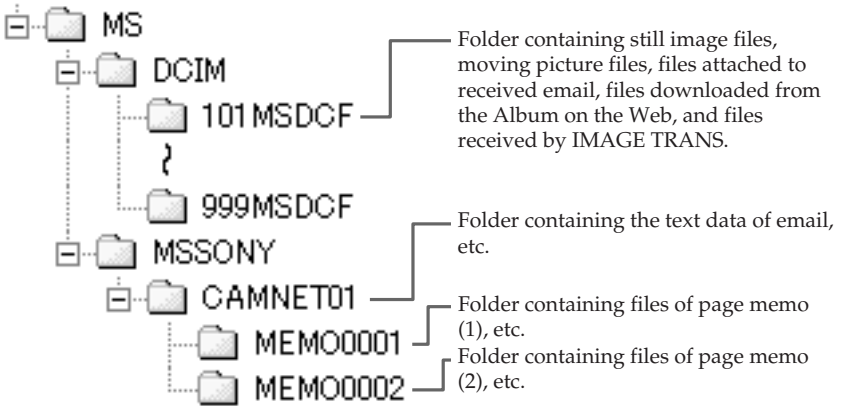 MS
Folder containing still image files,
moving picture files, files attached to
received email, files downloaded from
the Album on the Web, and files
received by IMAGE TRANS.
DCIM
101MSDCF
999MSDCF
Folder containing the text data of email,
etc.
MSSONY
CAMNET01
Folder containing files of page memo
(1), etc.
MEMO0001
Folder containing files of page memo
(2), etc.
MEMO0002